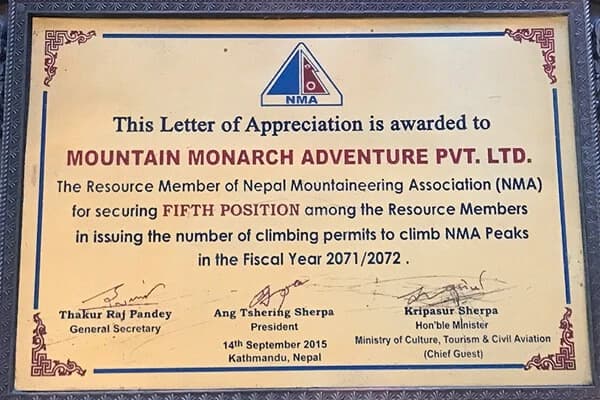 NMA
This Letter of Appreciation is awarded to
MOUNTAIN MONARCH ADVENTURE PVT. LTD.
The Resource Member of Nepal Mountaineering Association (NMA)
for securing FIFTH POSITION among the Resource Members
in issuing the number of climbing permits to climb NMA Peaks
in the Fiscal Year 2071/2072 .
Thakur Raj Pandey
General Secretary
Ang Tshering Sherpa
President
14th September 2015
Kathmandu, Nepal
Kripasur Sherpa
Hon'ble Minister
Ministry of Culture, Tourism & Civil Aviation
(Chief Guest)